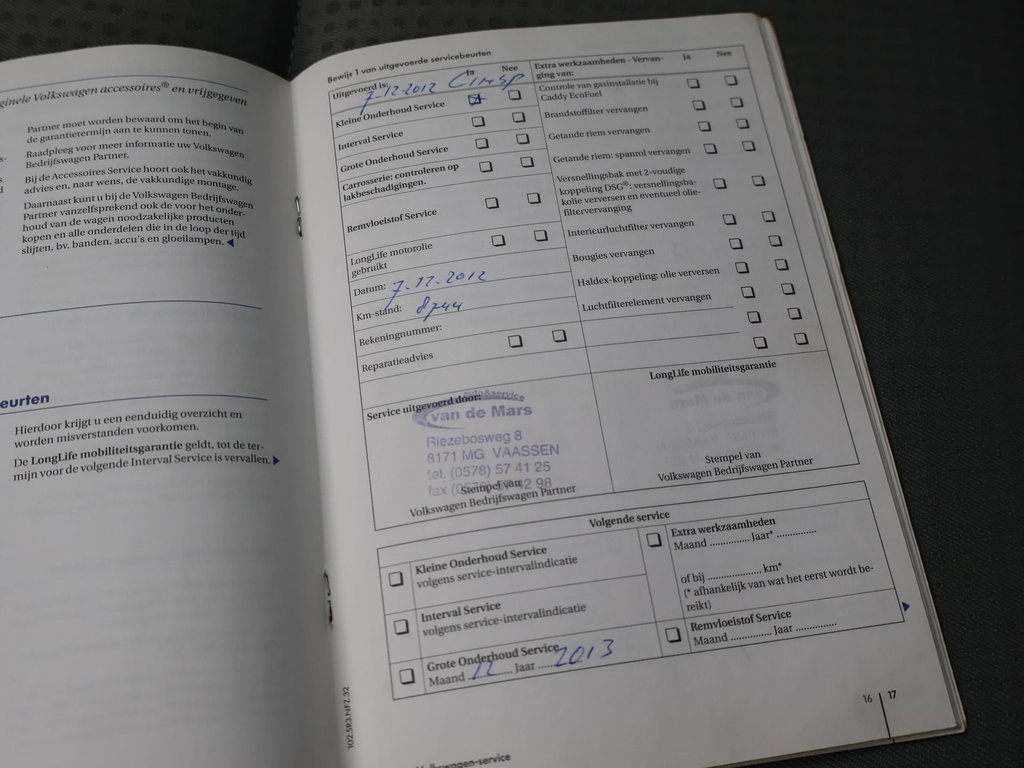 ginele Volkswagen accessoires® en vrijgegeven
Partner moet worden bewaard om het begin van
de garantietermijn aan te kunnen tonen.
Raadpleeg voor meer informatie uw Volkswagen
Bedrijfswagen Partner.
Bij de Accessoires Service hoort ook het vakkundig
advies en, naar wens, de vakkundige montage.
Daarnaast kunt u bij de Volkswagen Bedrijfswagen
Partner vanzelfsprekend ook de voor het onder-
houd van de wagen noodzakelijke producten
kopen en alle onderdelen die in de loop der tijd
slijten, bv. banden, accu's en gloeilampen.
eurten
Hierdoor krijgt u een eenduidig overzicht en
worden misverstanden voorkomen.
De LongLife mobiliteitsgarantie geldt, tot de ter-
mijn voor de volgende Interval Service is vervallen.
Bewijs 1 van uitgevoerde servicebeurten
Uitgevoerd is: Ja Nee
7-12-2012
Kleine Onderhoud Service
Interval Service
Grote Onderhoud Service
Carrosserie: controleren op
lakbeschadigingen.
Remvloeistof Service
LongLife motorolie
gebruikt
Datum: 7-12-2012
Km-stand: 8744
Rekeningnummer:
Reparatieadvies
Extra werkzaamheden - Vervan-
ging van: Ja Nee
Controle van gasinstallatie bij
Caddy EcoFuel
Brandstoffilter vervangen
Getande riem vervangen
Getande riem: spanrol vervangen
Versnellingsbak met 2-voudige
koppeling DSG®: versnellingsba-
kolie verversen en eventueel olie-
filtervervanging
Interieurluchtfilter vervangen
Bougies vervangen
Haldex-koppeling: olie verversen
Luchtfilterelement vervangen
Service uitgevoerd door:
van de Mars
Riezebosweg 8
8171 MG VAASSEN
tel. (0578) 57 41 25
Stempel van
Volkswagen Bedrijfswagen Partner
LongLife mobiliteitsgarantie
Stempel van
Volkswagen Bedrijfswagen Partner
Volgende service
Kleine Onderhoud Service
volgens service-intervalindicatie
Interval Service
volgens service-intervalindicatie
Grote Onderhoud Service
Maand 12 Jaar 2013
Extra werkzaamheden
Maand .............. Jaar* ..............
of bij ................... km*
(* afhankelijk van wat het eerst wordt be-
reikt)
Remvloeistof Service
Maand .............. Jaar ..............
102.5R3.NFZ.32
16 | 17